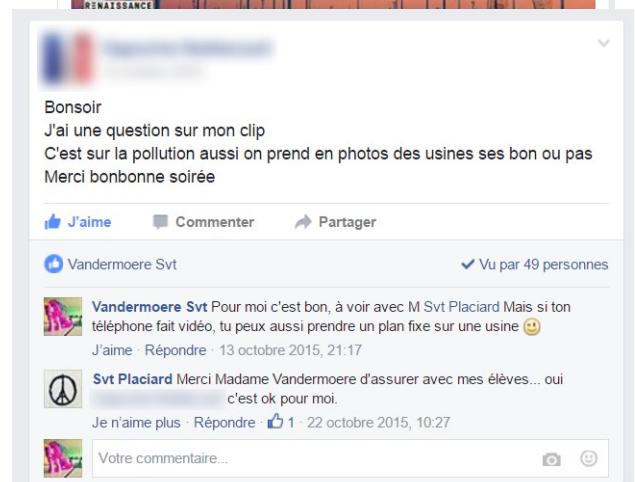 RENAISSANCE
Bonsoir
J'ai une question sur mon clip
C'est sur la pollution aussi on prend en photos des usines ses bon ou pas
Merci bonbonne soirée
J'aime Commenter Partager
Vandermoere Svt Vu par 49 personnes
Vandermoere Svt Pour moi c'est bon, à voir avec M Svt Placiard Mais si ton
téléphone fait vidéo, tu peux aussi prendre un plan fixe sur une usine
J'aime · Répondre · 13 octobre 2015, 21:17
Svt Placiard Merci Madame Vandermoere d'assurer avec mes élèves... oui
c'est ok pour moi.
Je n'aime plus · Répondre · 1 · 22 octobre 2015, 10:27
Votre commentaire...